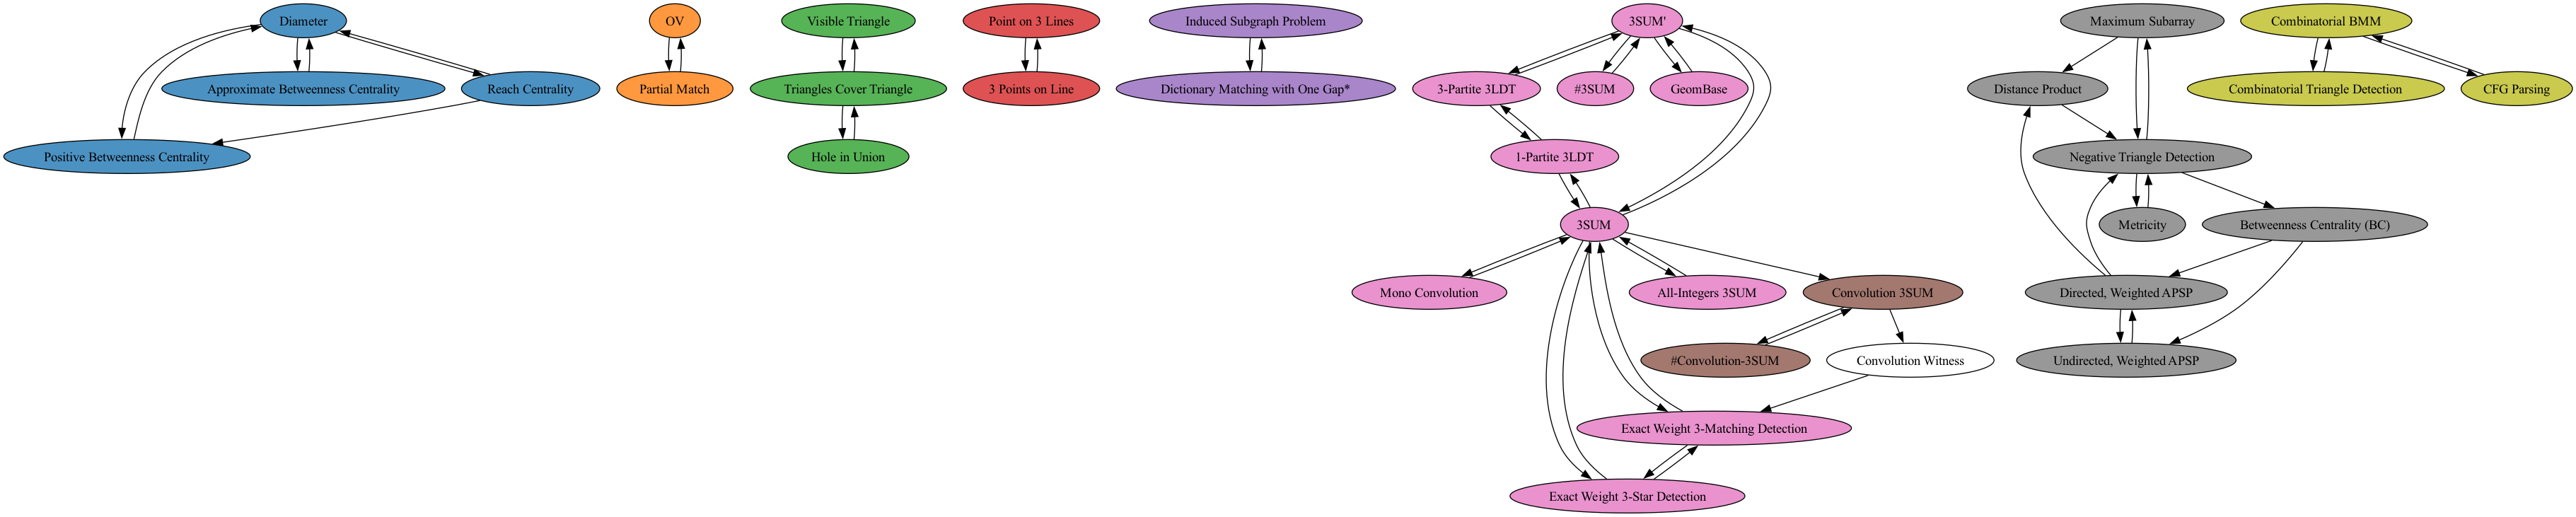 Diameter
OV
Visible Triangle
Point on 3 Lines
Induced Subgraph Problem
3SUM'
Maximum Subarray
Combinatorial BMM
Approximate Betweenness Centrality
Reach Centrality
Partial Match
Triangles Cover Triangle
3 Points on Line
Dictionary Matching with One Gap*
3-Partite 3LDT
#3SUM
GeomBase
Distance Product
Combinatorial Triangle Detection
CFG Parsing
Positive Betweenness Centrality
Hole in Union
1-Partite 3LDT
Negative Triangle Detection
3SUM
Metricity
Betweenness Centrality (BC)
Mono Convolution
All-Integers 3SUM
Convolution 3SUM
Directed, Weighted APSP
#Convolution-3SUM
Convolution Witness
Undirected, Weighted APSP
Exact Weight 3-Matching Detection
Exact Weight 3-Star Detection